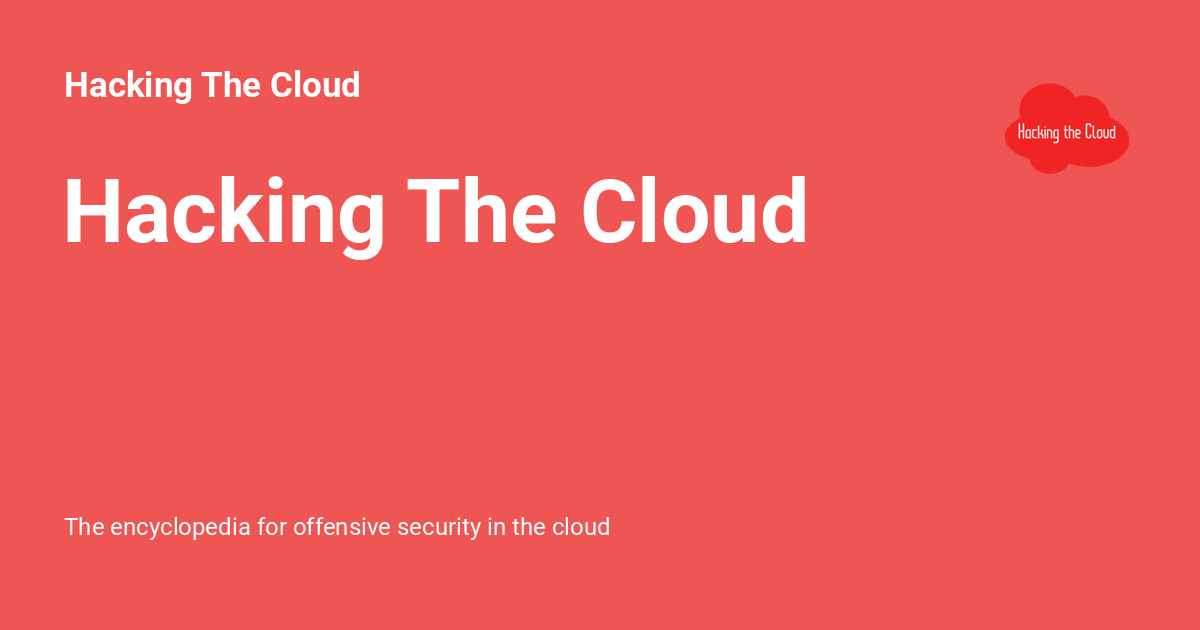 Hacking The Cloud
Hacking the Cloud
Hacking The Cloud
The encyclopedia for offensive security in the cloud